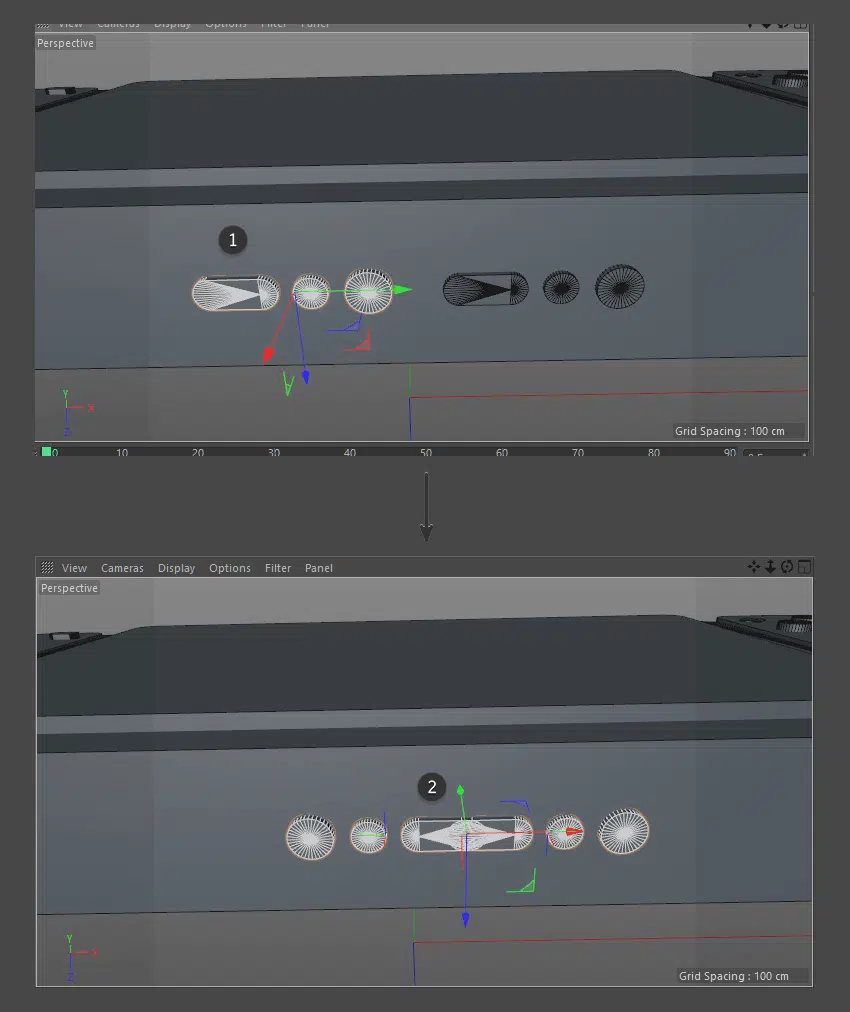 View Cameras Display Options Filter Panel
Perspective
1
Y
X
Z
Grid Spacing : 100 cm
0 10 20 30 40 50 60 70 80 90
View Cameras Display Options Filter Panel
Perspective
2
Y
X
Z
Grid Spacing : 100 cm